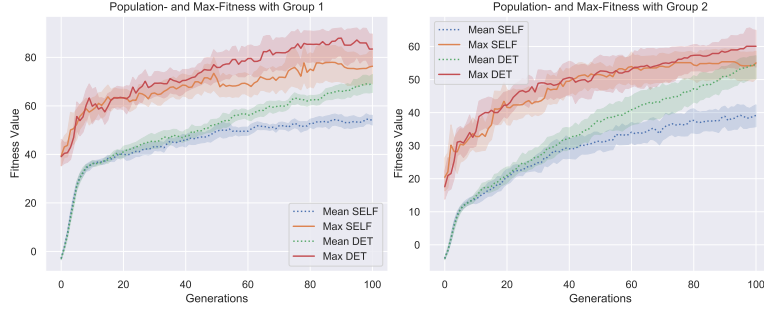 Population- and Max-Fitness with Group 1
Fitness Value
80
60
40
20
0
0 20 40 60 80 100
Generations
Mean SELF
Max SELF
Mean DET
Max DET
Population- and Max-Fitness with Group 2
Fitness Value
60
50
40
30
20
10
0
0 20 40 60 80 100
Generations
Mean SELF
Max SELF
Mean DET
Max DET